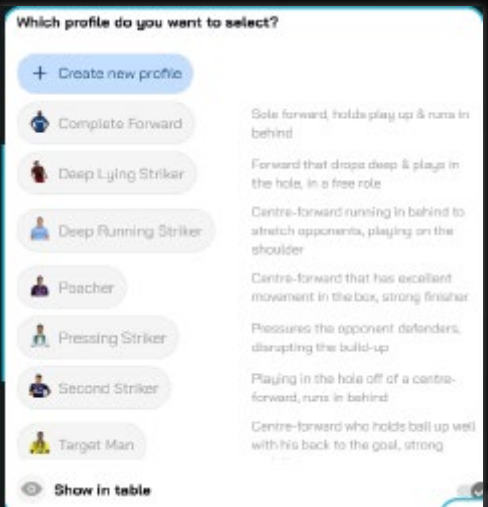 Which profile do you want to select?
+ Create new profile
Complete Forward
Sole forward, holds play up & runs in
behind
Deep Lying Striker
Forward that drops deep & plays in
the hole, in a free role
Deep Running Striker
Centre-forward running in behind to
stretch opponents, playing on the
shoulder
Poacher
Centre-forward that has excellent
movement in the box, strong finisher
Pressing Striker
Pressures the opponent defenders,
disrupting the build-up
Second Striker
Playing in the hole off of a centre-
forward, runs in behind
Target Man
Centre-forward who holds ball up well
with his back to the goal, strong
Show in table